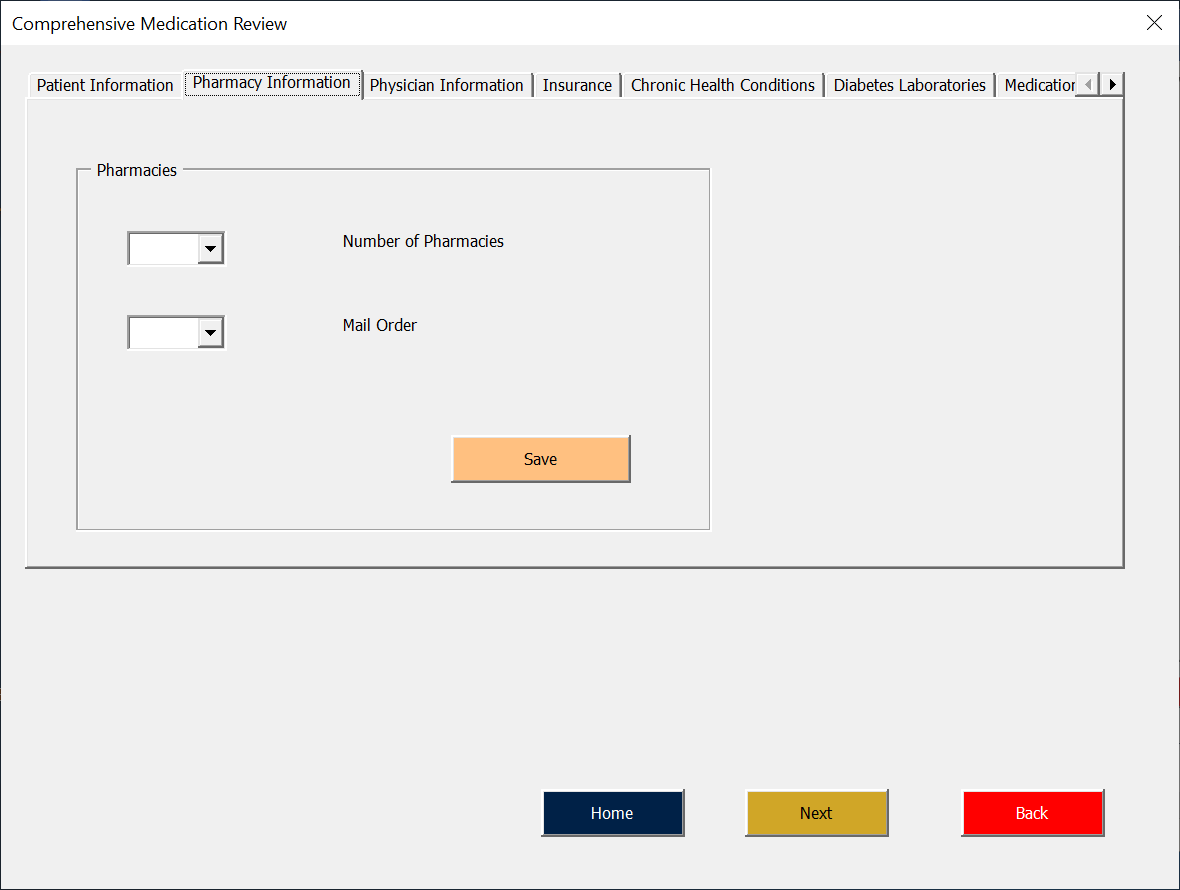 Comprehensive Medication Review
Patient Information Pharmacy Information Physician Information Insurance Chronic Health Conditions Diabetes Laboratories Medication
Pharmacies
Number of Pharmacies
Mail Order
Save
Home Next Back